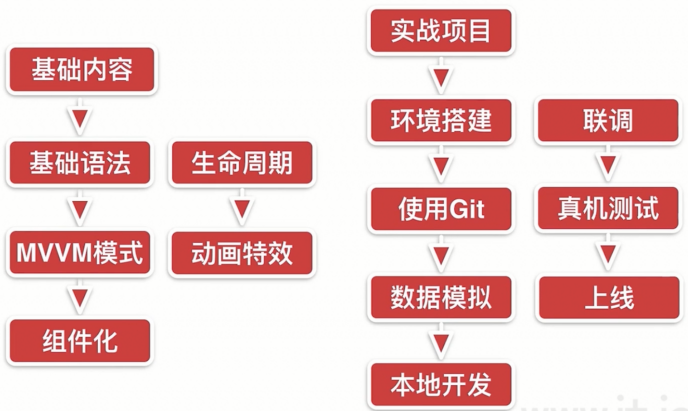 基础内容
基础语法
MVVM模式
组件化
生命周期
动画特效
实战项目
环境搭建
使用Git
数据模拟
本地开发
联调
真机测试
上线